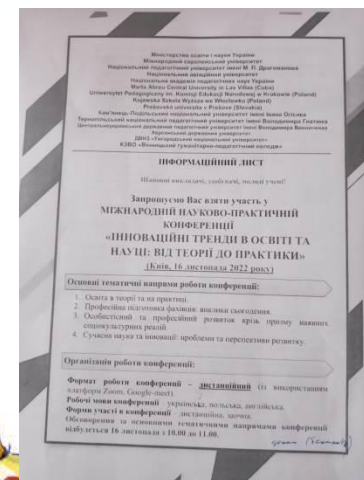 Міністерство освіти і науки України
Міжнародний європейський університет
Національний педагогічний університет імені М. П. Драгоманова
Національний авіаційний університет
Національна академія педагогічних наук України
Marta Abreu Central University in Las Villas (Cuba)
Uniwersytet Pedagogiczny im. Komisji Edukacji Narodowej w Krakowie (Poland)
Kujawska Szkoła Wyższa we Włocławku (Poland)
Prešovská univerzita v Prešove (Slovakia)
Кам'янець-Подільський національний університет імені Івана Огієнка
Тернопільський національний педагогічний університет імені Володимира Гнатюка
Центральноукраїнський державний педагогічний університет імені Володимира Винниченка
Херсонський державний університет
ДВНЗ «Ужгородський національний університет»
КЗВО «Вінницький гуманітарно-педагогічний коледж»
ІНФОРМАЦІЙНИЙ ЛИСТ
Шановні викладачі, здобувачі, молоді учені!
Запрошуємо Вас взяти участь у
МІЖНАРОДНІЙ НАУКОВО-ПРАКТИЧНІЙ
КОНФЕРЕНЦІЇ
«ІННОВАЦІЙНІ ТРЕНДИ В ОСВІТІ ТА
НАУЦІ: ВІД ТЕОРІЇ ДО ПРАКТИКИ»
(Київ, 16 листопада 2022 року)
Основні тематичні напрями роботи конференції:
1. Освіта в теорії та на практиці.
2. Професійна підготовка фахівців: виклики сьогодення.
3. Особистісний та професійний розвиток крізь призму наявних
соціокультурних реалій.
4. Сучасна наука та інновації: проблеми та перспективи розвитку.
Організація роботи конференції:
Формат роботи конференції – дистанційний (із використанням
платформ Zoom, Google-meet).
Робочі мови конференції - українська, польська, англійська.
Форми участі в конференції - дистанційна, заочна.
Обговорення за основними тематичними напрямами конференції
відбудеться 16 листопада з 10.00 до 11.00.